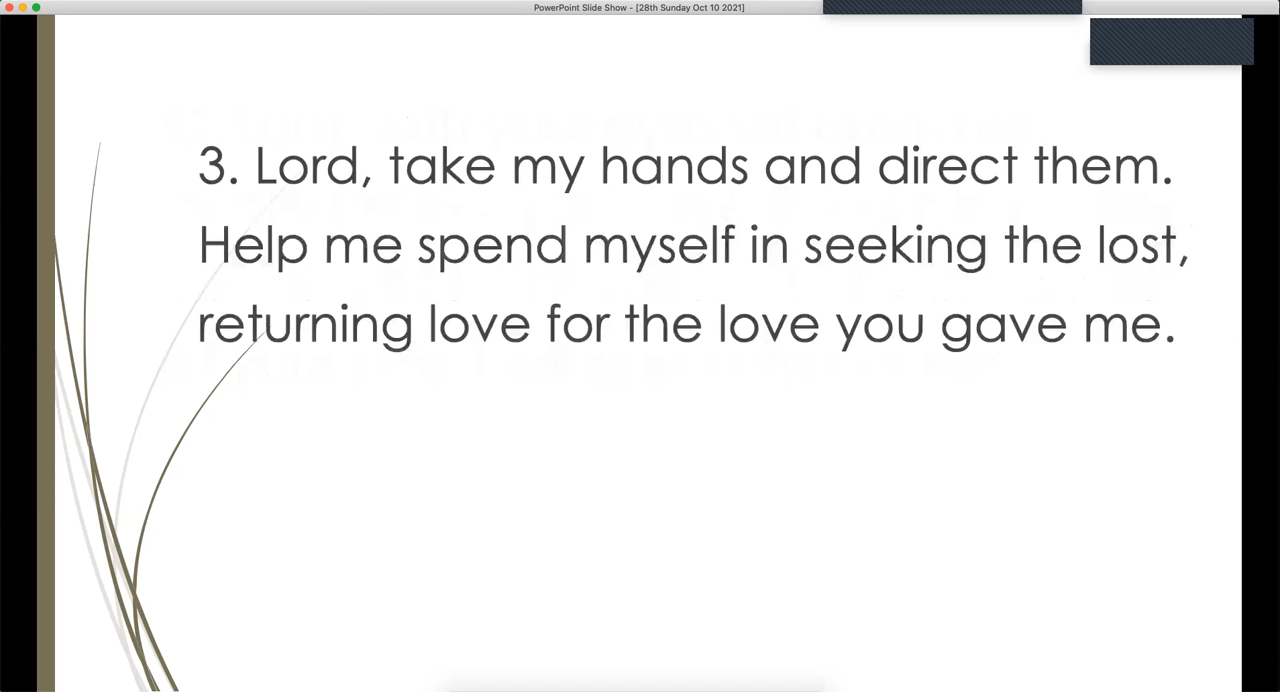 PowerPoint Slide Show - [28th Sunday Oct 10 2021]
3. Lord, take my hands and direct them.
Help me spend myself in seeking the lost,
returning love for the love you gave me.